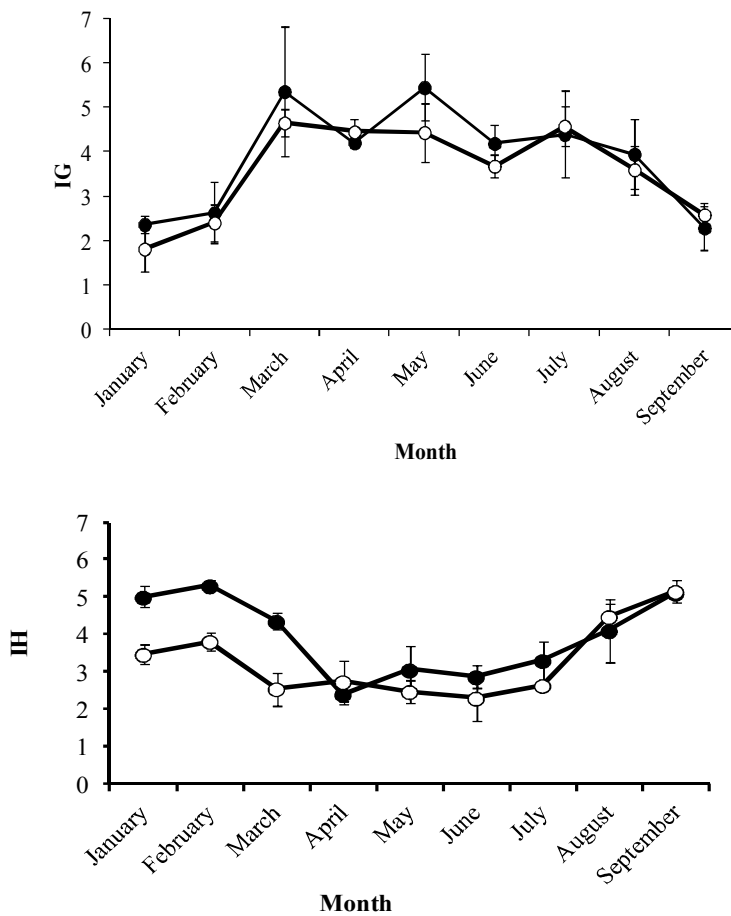 7
6
5
4
3
2
1
0
IG
January
February
March
April
May
June
July
August
September
Month
7
6
5
4
3
2
1
0
IH
January
February
March
April
May
June
July
August
September
Month